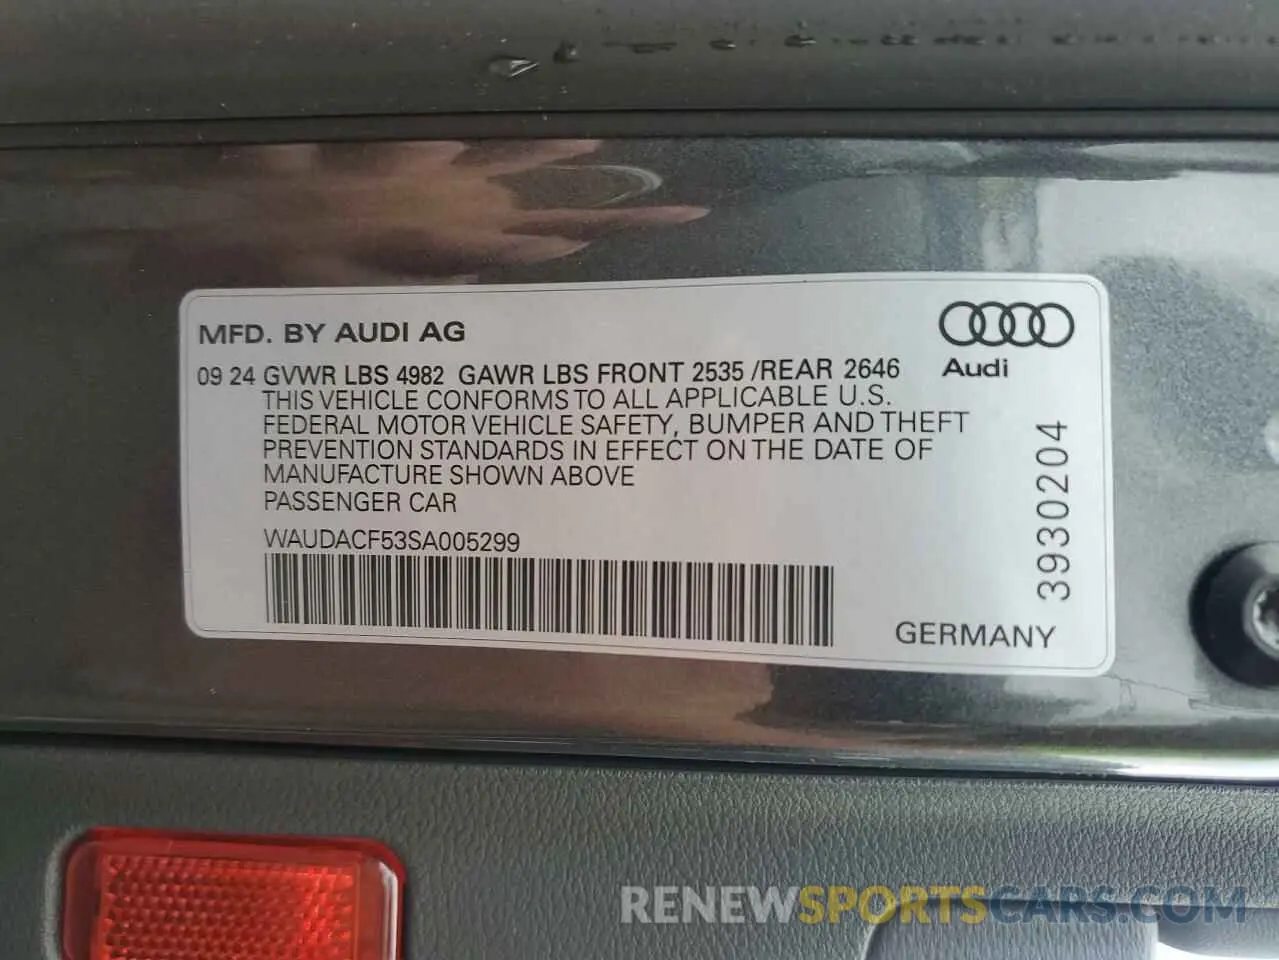 MFD. BY AUDI AG
Audi
09 24 GVWR LBS 4982 GAWR LBS FRONT 2535 /REAR 2646
THIS VEHICLE CONFORMS TO ALL APPLICABLE U.S.
FEDERAL MOTOR VEHICLE SAFETY, BUMPER AND THEFT
PREVENTION STANDARDS IN EFFECT ON THE DATE OF
MANUFACTURE SHOWN ABOVE
PASSENGER CAR
WAUDACF53SA005299
3930204
GERMANY
RENEWSPORTSCARS.COM